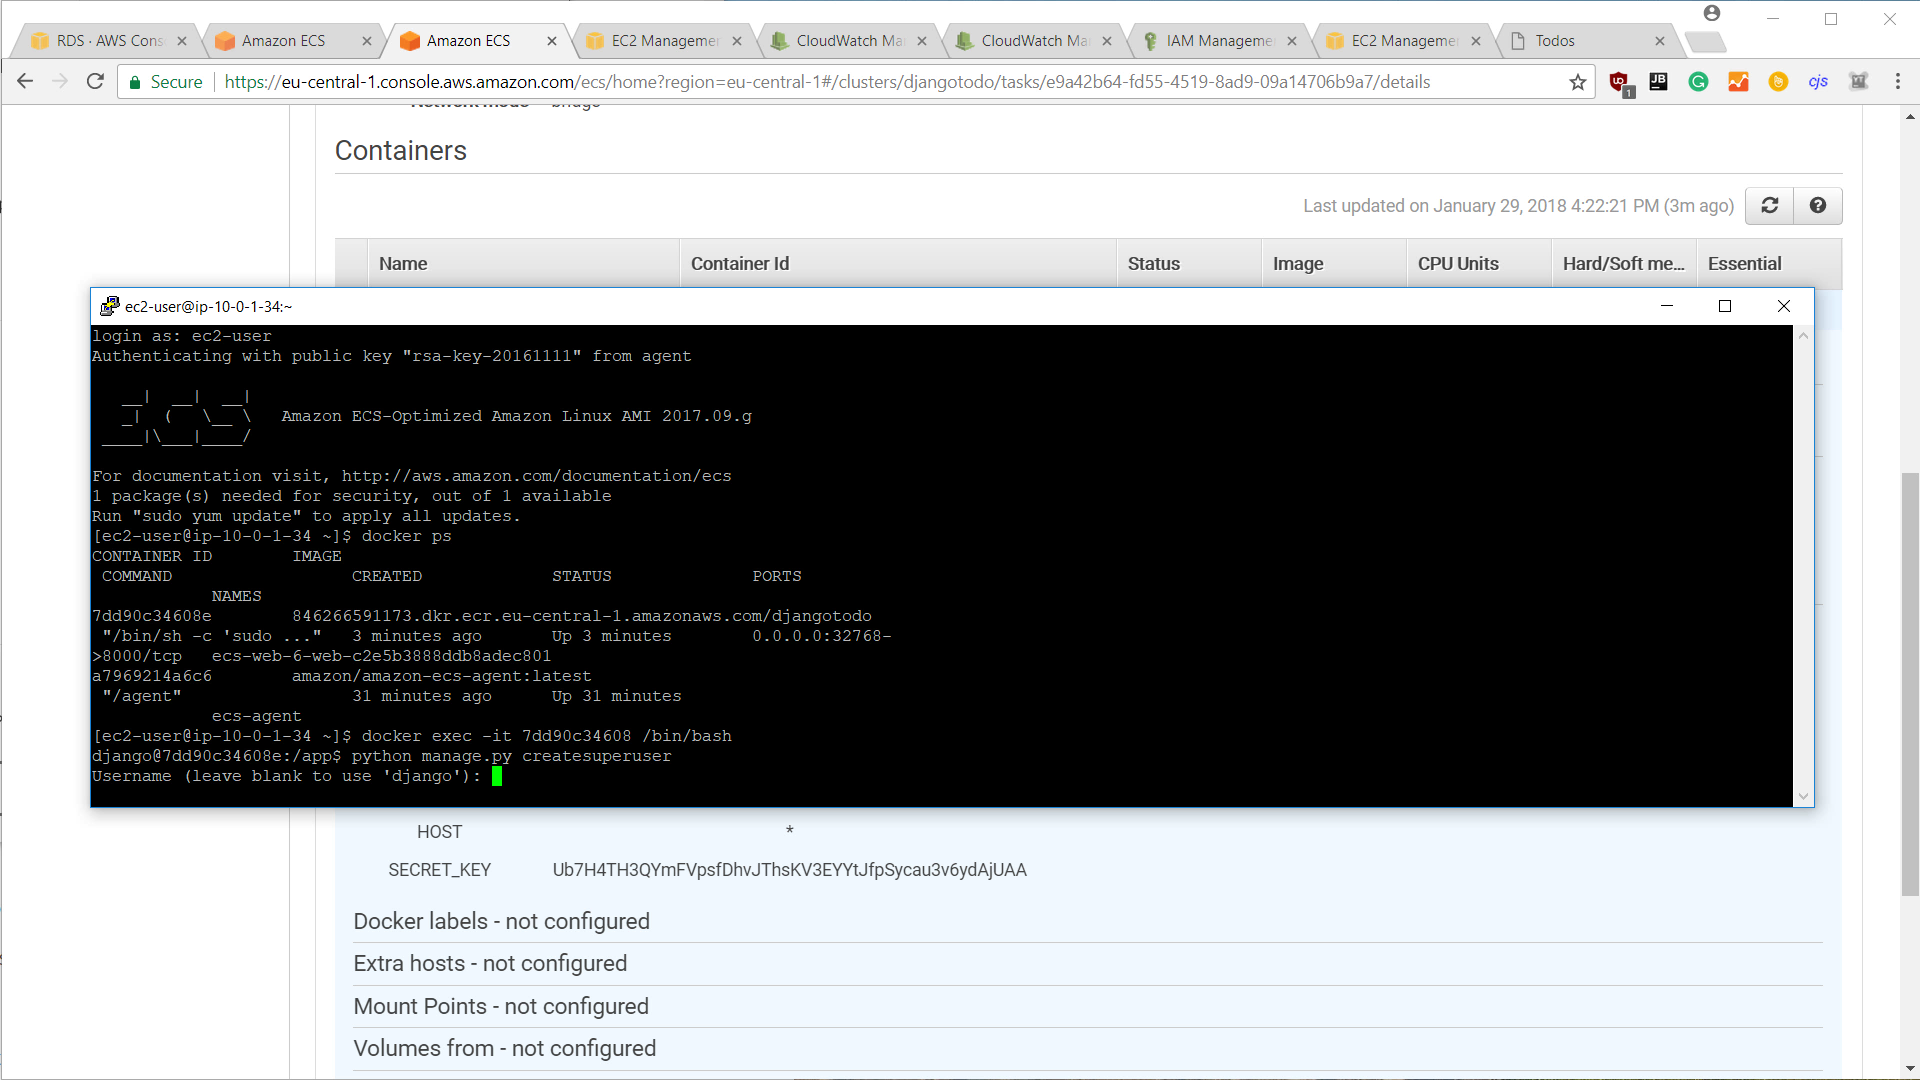 RDS · AWS Cons
Amazon ECS
Amazon ECS
EC2 Manageme
CloudWatch Ma
CloudWatch Ma
IAM Manageme
EC2 Manageme
Todos
Secure
https://eu-central-1.console.aws.amazon.com/ecs/home?region=eu-central-1#/clusters/djangotodo/tasks/e9a42b64-fd55-4519-8ad9-09a14706b9a7/details
1
JB
cjs
Network mode bridge
Containers
Last updated on January 29, 2018 4:22:21 PM (3m ago)
Name Container Id Status Image CPU Units Hard/Soft me... Essential
ec2-user@ip-10-0-1-34:~
login as: ec2-user
Authenticating with public key "rsa-key-20161111" from agent
__| __| __|
_| ( \__ \ Amazon ECS-Optimized Amazon Linux AMI 2017.09.g
____|\___|____/
For documentation visit, http://aws.amazon.com/documentation/ecs
1 package(s) needed for security, out of 1 available
Run "sudo yum update" to apply all updates.
[ec2-user@ip-10-0-1-34 ~]$ docker ps
CONTAINER ID IMAGE
COMMAND CREATED STATUS PORTS
NAMES
7dd90c34608e 846266591173.dkr.ecr.eu-central-1.amazonaws.com/djangotodo
"/bin/sh -c 'sudo ..." 3 minutes ago Up 3 minutes 0.0.0.0:32768-
>8000/tcp ecs-web-6-web-c2e5b3888ddb8adec801
a7969214a6c6 amazon/amazon-ecs-agent:latest
"/agent" 31 minutes ago Up 31 minutes
ecs-agent
[ec2-user@ip-10-0-1-34 ~]$ docker exec -it 7dd90c34608 /bin/bash
django@7dd90c34608e:/app$ python manage.py createsuperuser
Username (leave blank to use 'django'):
HOST *
SECRET_KEY Ub7H4TH3QYmFVpsfDhvJThsKV3EYYtJfpSycau3v6ydAjUAA
Docker labels - not configured
Extra hosts - not configured
Mount Points - not configured
Volumes from - not configured